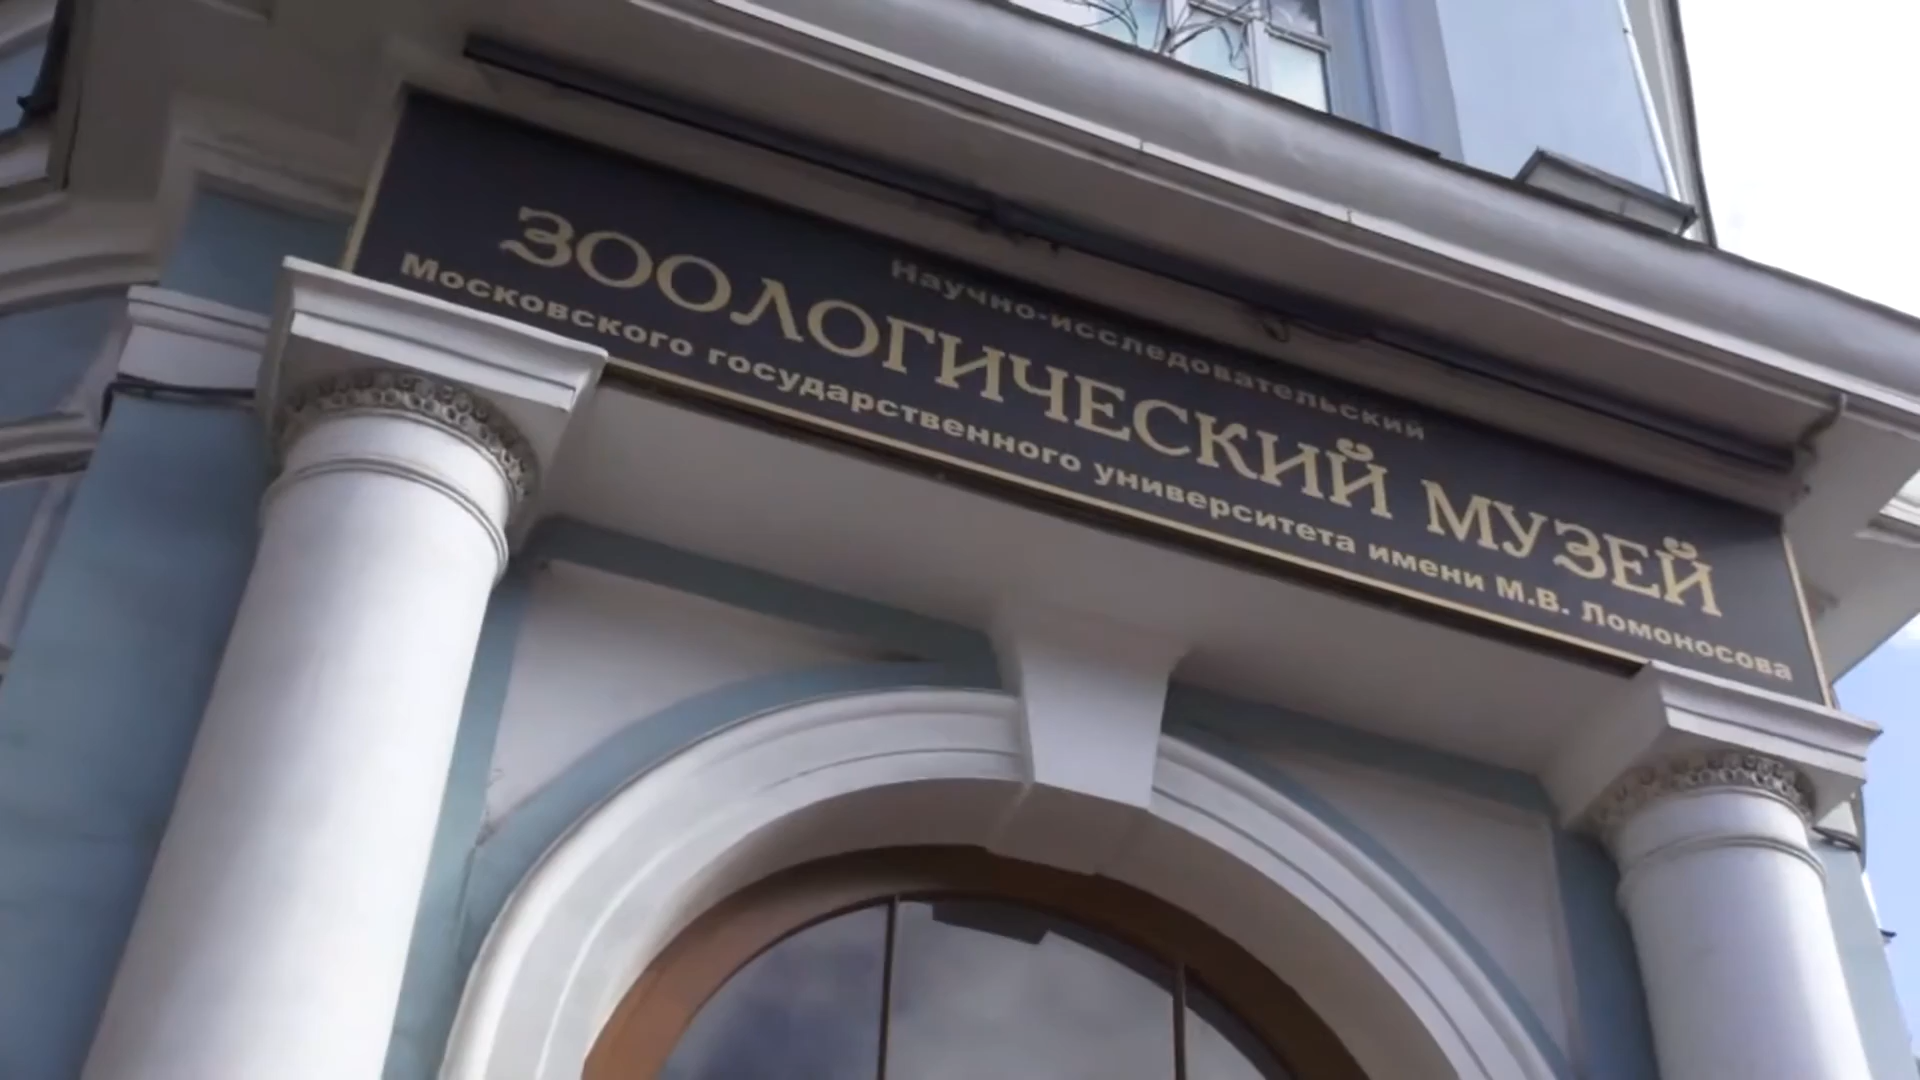 Научно-исследовательский
ЗООЛОГИЧЕСКИЙ МУЗЕЙ
Московского государственного университета имени М.В. Ломоносова